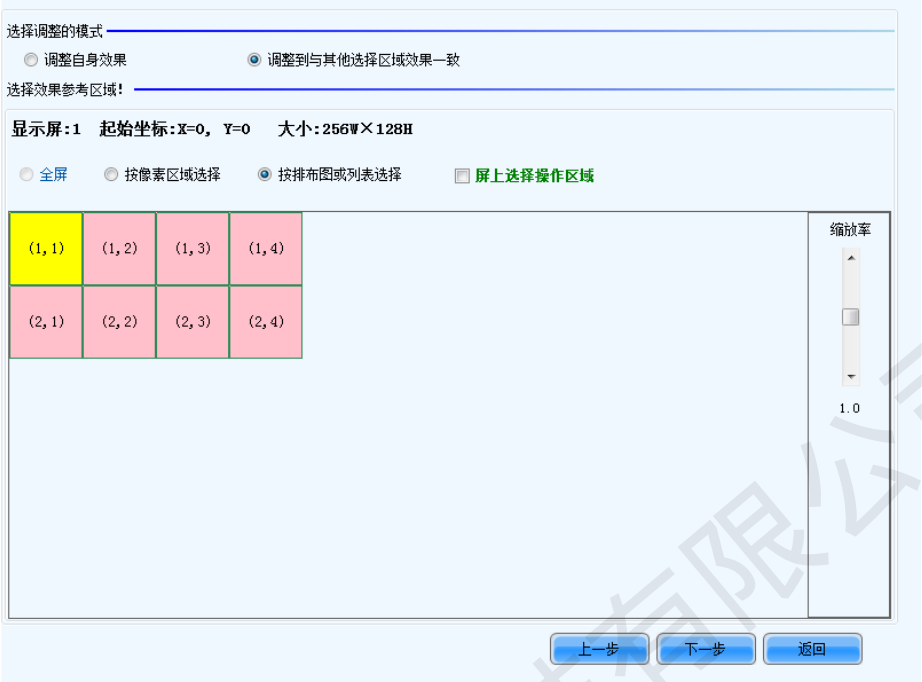 选择调整的模式
调整自身效果 调整到与其他选择区域效果一致
选择效果参考区域!
显示屏:1 起始坐标:X=0, Y=0 大小:256W×128H
全屏 按像素区域选择 按排布图或列表选择 屏上选择操作区域
缩放率
(1,1) (1,2) (1,3) (1,4)
(2,1) (2,2) (2,3) (2,4)
1.0
有限公司
上一步 下一步 返回